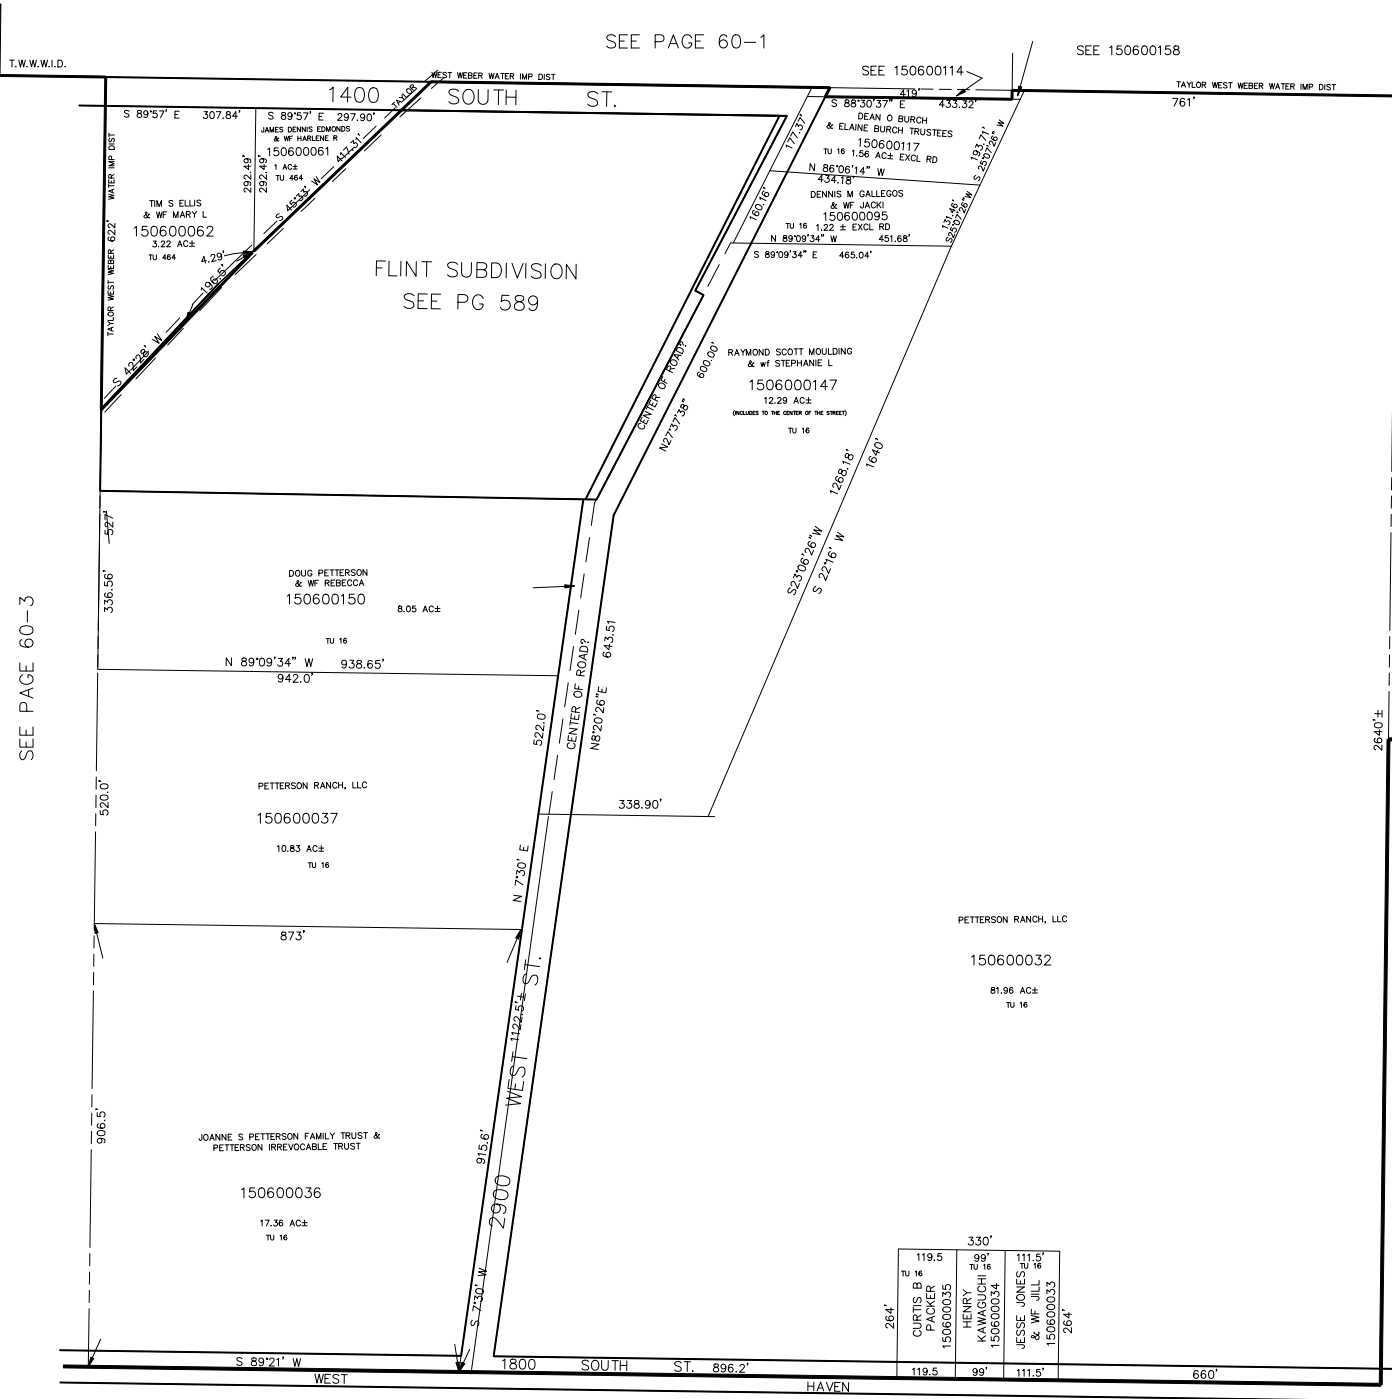 SEE PAGE 60-1
SEE 150600158
T.W.W.W.I.D.
WEST WEBER WATER IMP DIST
SEE 150600114
TAYLOR WEST WEBER WATER IMP DIST
1400 SOUTH ST.
TAYLOR
419'
S 88°30'37" E 433.32'
761'
S 89°57' E 307.84'
S 89°57' E 297.90'
JAMES DENNIS EDMONDS
& WF HARLENE R
150600061
1 AC±
TU 464
292.49'
292.49'
417.31'
S 45°33' W
TAYLOR WEST WEBER 622' WATER IMP DIST
TIM S ELLIS
& WF MARY L
150600062
3.22 AC±
TU 464
4.29'
196.5'
S 42°28' W
177.37'
DEAN O BURCH
& ELAINE BURCH TRUSTEES
150600117
TU 16 1.56 AC± EXCL RD
193.71'
S 25°07'26" W
N 86°06'14" W
434.18'
160.16'
DENNIS M GALLEGOS
& WF JACKI
150600095
TU 16 1.22 ± EXCL RD
131.46'
S25°07'26"W
N 89°09'34" W 451.68'
S 89°09'34" E 465.04'
FLINT SUBDIVISION
SEE PG 589
CENTER OF ROAD?
600.00'
N27°37'38"
RAYMOND SCOTT MOULDING
& wf STEPHANIE L
1506000147
12.29 AC±
(INCLUDES TO THE CENTER OF THE STREET)
TU 16
1268.18'
1640'
S23°06'26"W
S 22°16' W
527'
336.56'
DOUG PETTERSON
& WF REBECCA
150600150
8.05 AC±
TU 16
N 89°09'34" W 938.65'
942.0'
SEE PAGE 60-3
CENTER OF ROAD?
643.51
N8°20'26"E
522.0'
2640'±
520.0'
PETTERSON RANCH, LLC
150600037
10.83 AC±
TU 16
338.90'
N 7°30' E
873'
PETTERSON RANCH, LLC
150600032
81.96 AC±
TU 16
2900 WEST ST.
1122.5'±
906.5'
915.6'
JOANNE S PETTERSON FAMILY TRUST &
PETTERSON IRREVOCABLE TRUST
150600036
17.36 AC±
TU 16
S 7°30' W
330'
119.5
99'
111.5'
TU 16
TU 16
TU 16
264'
CURTIS B
PACKER
150600035
HENRY
KAWAGUCHI
150600034
JESSE JONES
& WF JILL
150600033
264'
S 89°21' W
1800 SOUTH ST. 896.2'
119.5
99'
111.5'
660'
WEST
HAVEN